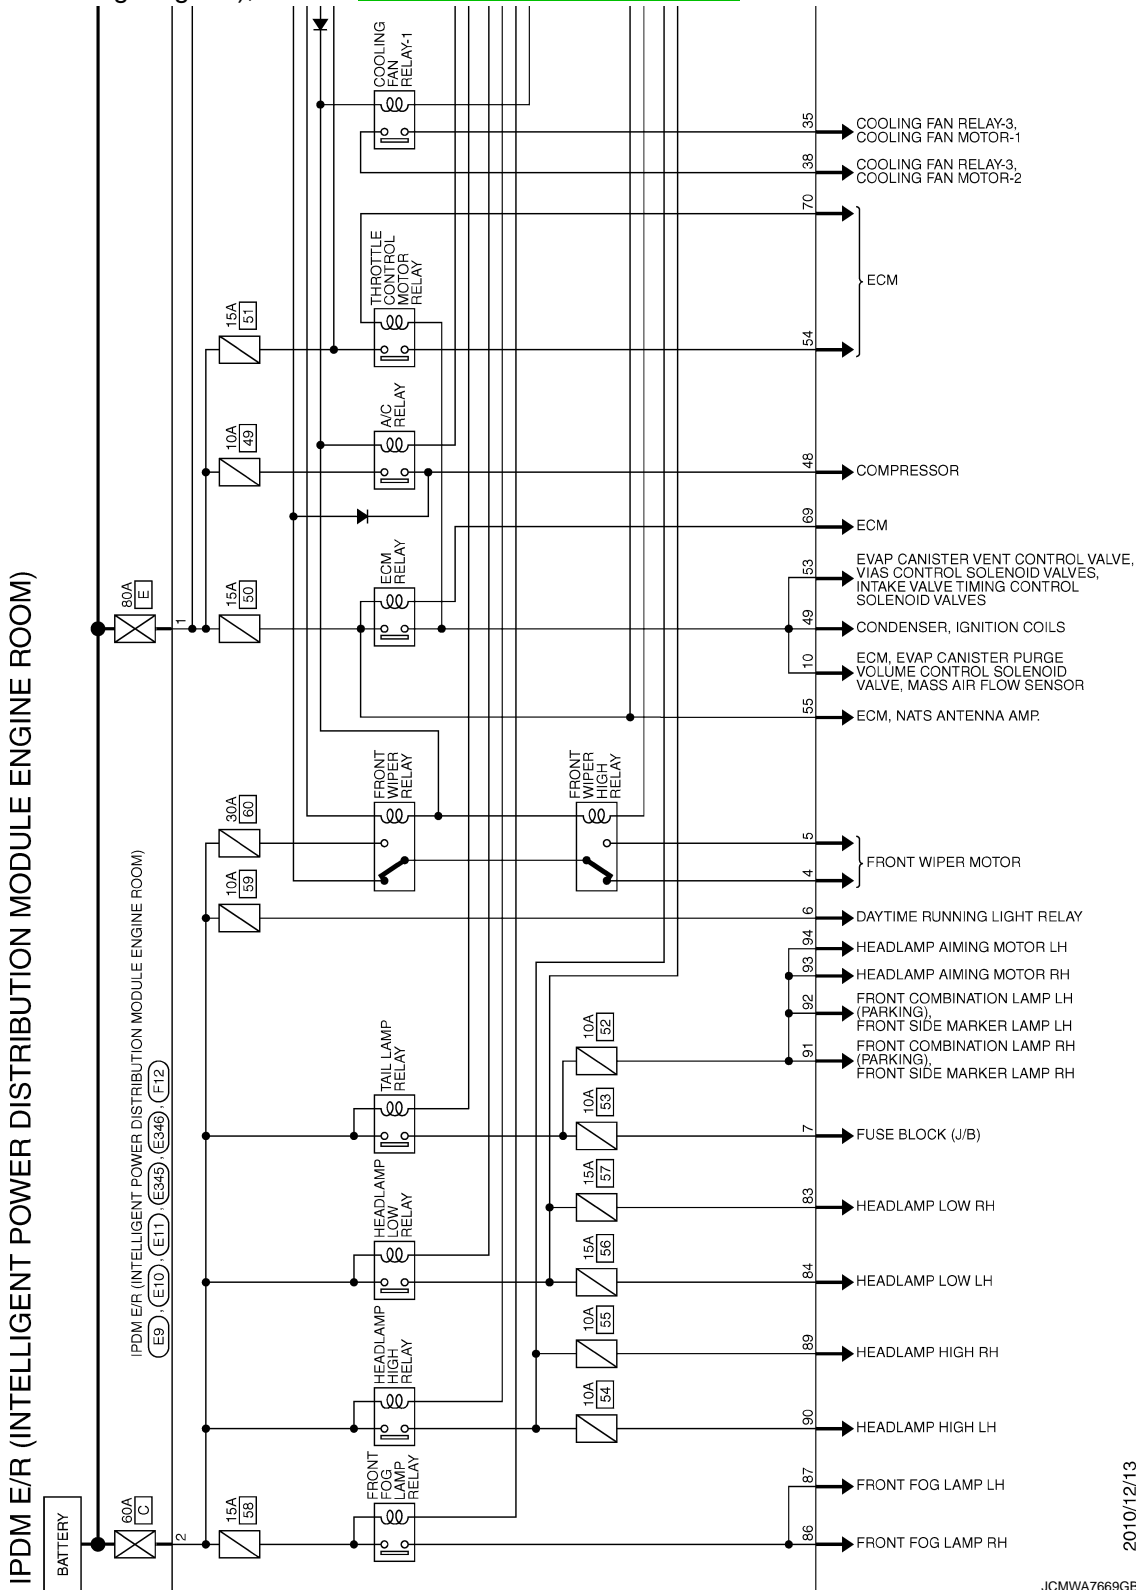 IPDM E/R (INTELLIGENT POWER DISTRIBUTION MODULE ENGINE ROOM)
COOLING
FAN
RELAY-1
35
COOLING FAN RELAY-3,
COOLING FAN MOTOR-1
38
COOLING FAN RELAY-3,
COOLING FAN MOTOR-2
70
THROTTLE
CONTROL
MOTOR
RELAY
ECM
15A
51
54
A/C
RELAY
10A
49
48
COMPRESSOR
69
ECM
ECM
RELAY
53
EVAP CANISTER VENT CONTROL VALVE,
VIAS CONTROL SOLENOID VALVES,
INTAKE VALVE TIMING CONTROL
SOLENOID VALVES
80A
E
1
15A
50
49
CONDENSER, IGNITION COILS
10
ECM, EVAP CANISTER PURGE
VOLUME CONTROL SOLENOID
VALVE, MASS AIR FLOW SENSOR
55
ECM, NATS ANTENNA AMP.
FRONT
WIPER
RELAY
FRONT
WIPER
HIGH
RELAY
30A
60
5
4
FRONT WIPER MOTOR
10A
59
6
DAYTIME RUNNING LIGHT RELAY
94
HEADLAMP AIMING MOTOR LH
93
HEADLAMP AIMING MOTOR RH
92
FRONT COMBINATION LAMP LH
(PARKING),
FRONT SIDE MARKER LAMP LH
10A
52
91
FRONT COMBINATION LAMP RH
(PARKING),
FRONT SIDE MARKER LAMP RH
IPDM E/R (INTELLIGENT POWER DISTRIBUTION MODULE ENGINE ROOM)
E9 , E10 , E11 , E345 , E346 , F12
TAIL LAMP
RELAY
10A
53
7
FUSE BLOCK (J/B)
15A
57
83
HEADLAMP LOW RH
HEADLAMP
LOW
RELAY
15A
56
84
HEADLAMP LOW LH
10A
55
89
HEADLAMP HIGH RH
HEADLAMP
HIGH
RELAY
10A
54
90
HEADLAMP HIGH LH
87
FRONT FOG LAMP LH
FRONT
FOG
LAMP
RELAY
BATTERY
60A
C
2
15A
58
86
FRONT FOG LAMP RH
2010/12/13
JCMWA7669GB